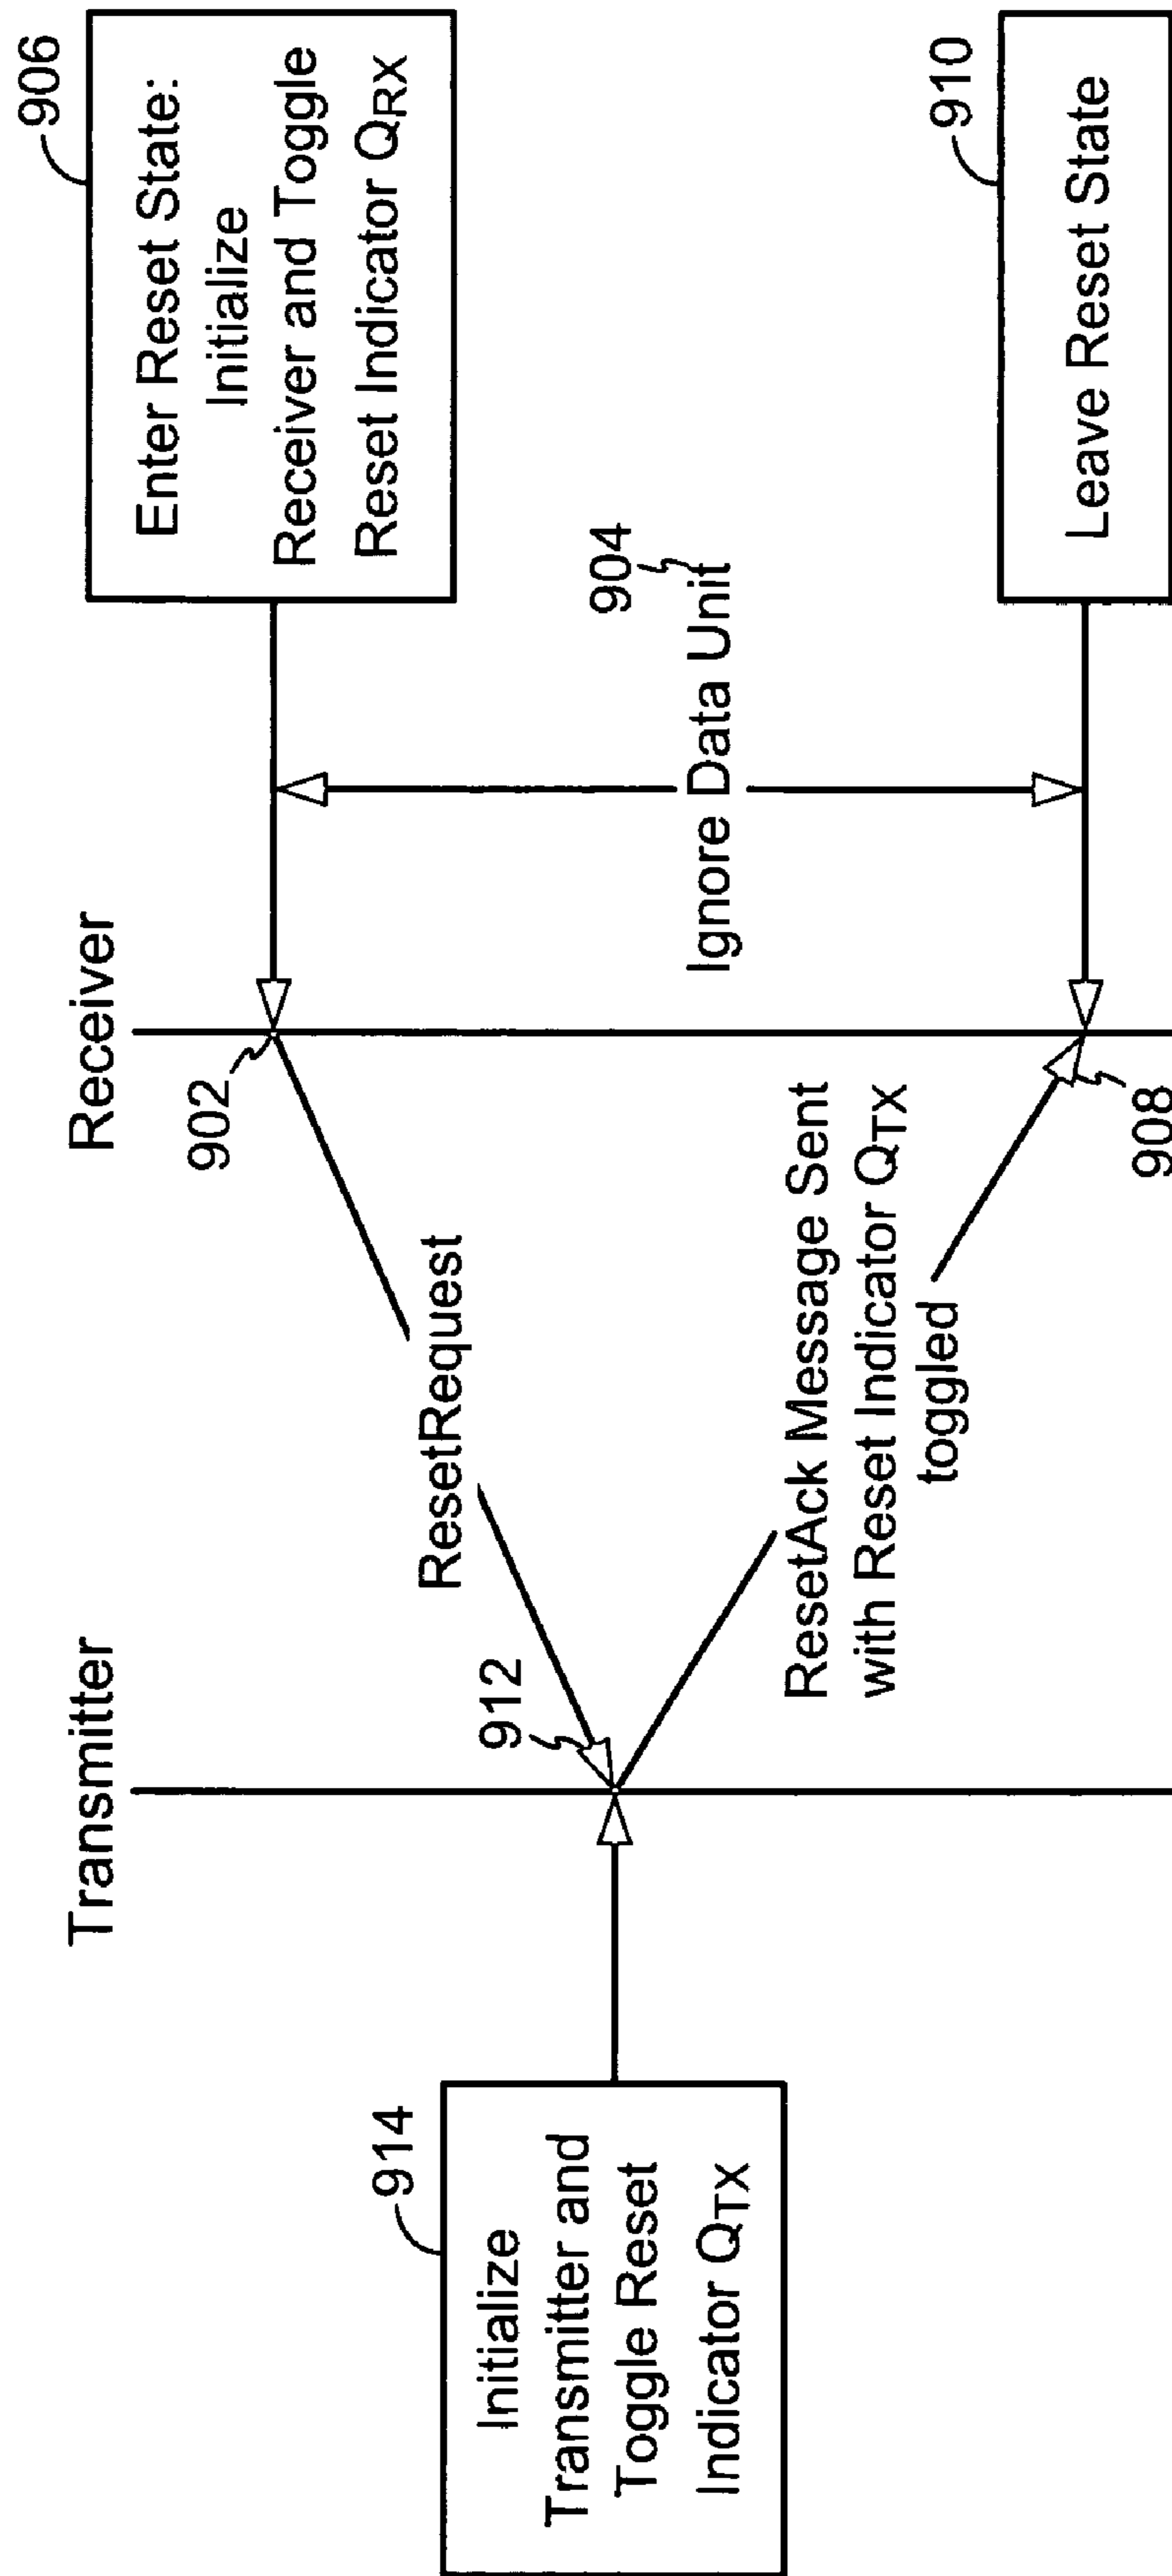 Transmitter
Receiver
906
Enter Reset State:
Initialize
Receiver and Toggle
Reset Indicator QRX
902
ResetRequest
912
914
Initialize
Transmitter and
Toggle Reset
Indicator QTX
904
Ignore Data Unit
ResetAck Message Sent
with Reset Indicator QTX
toggled
908
910
Leave Reset State